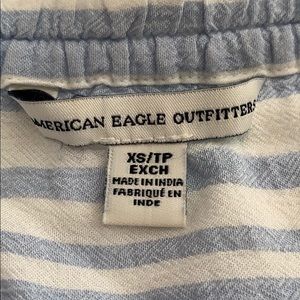 AMERICAN EAGLE OUTFITTERS
XS/TP
EXCH
MADE IN INDIA
FABRIQUÉ EN
INDE